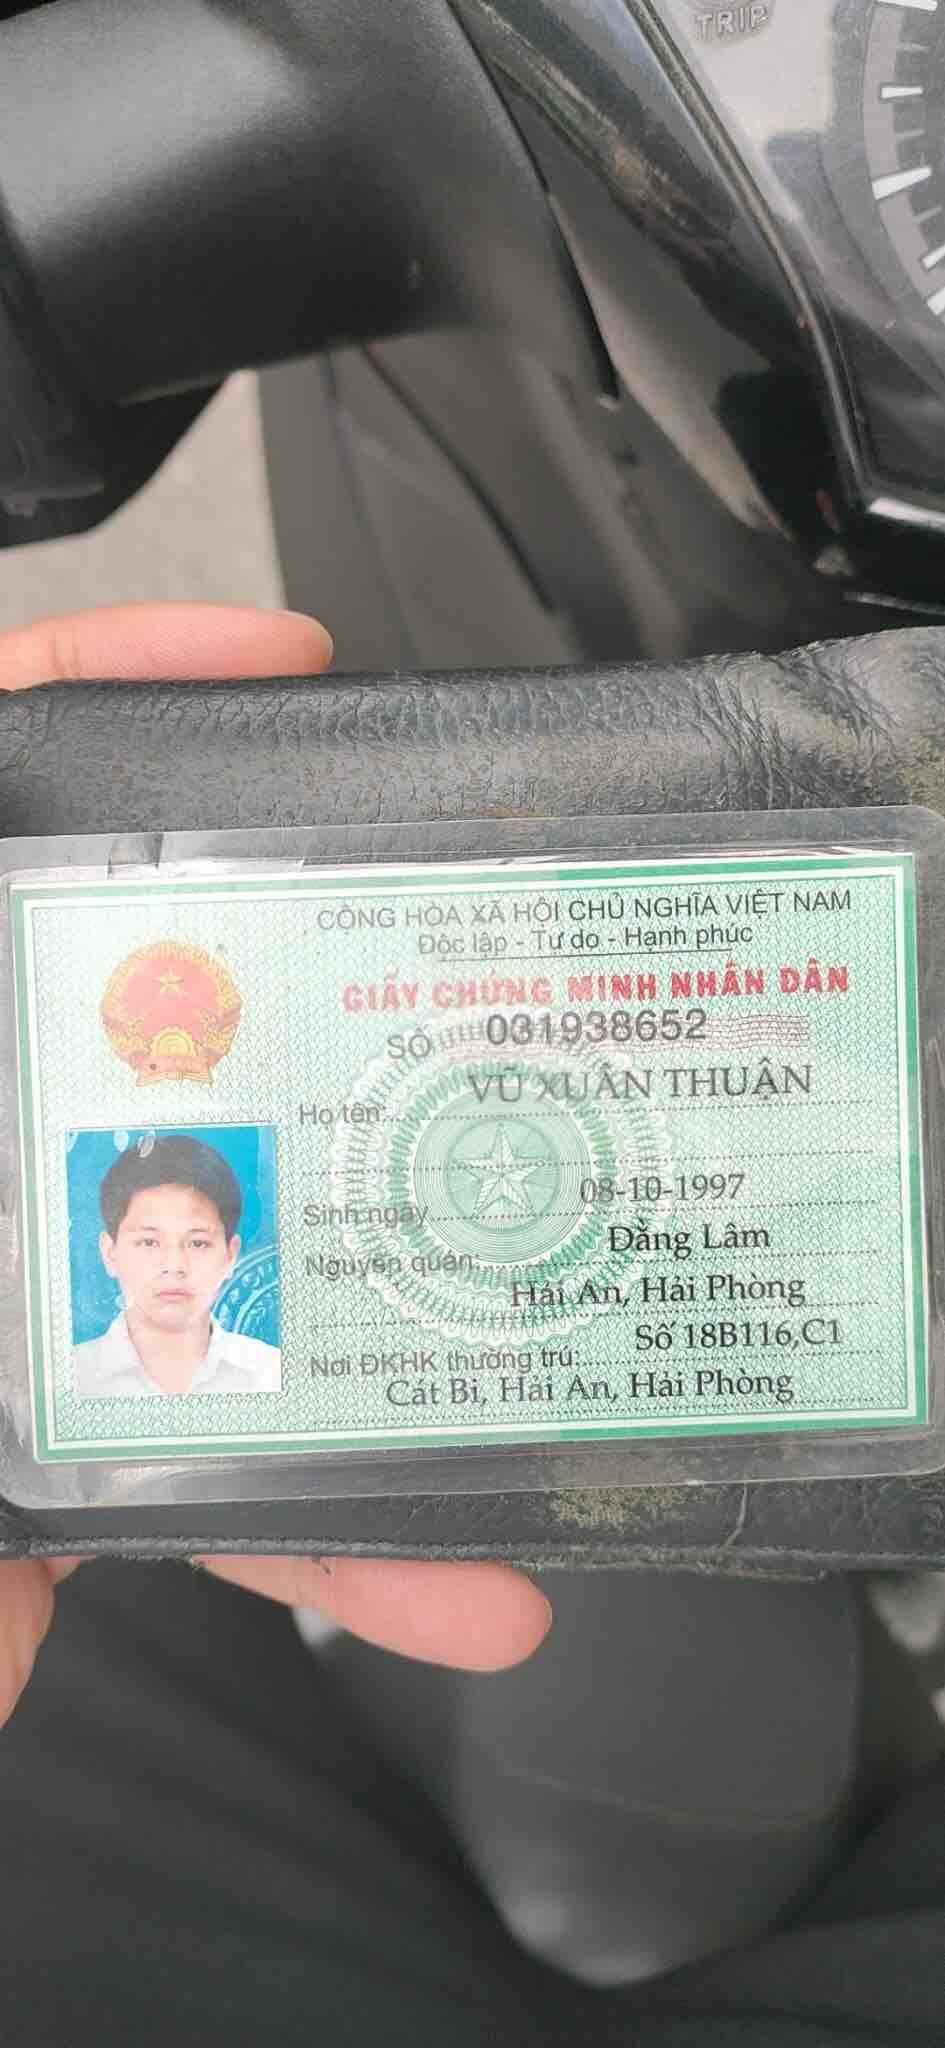 TRIP
CỘNG HÒA XÃ HỘI CHỦ NGHĨA VIỆT NAM
Độc lập - Tự do - Hạnh phúc
GIẤY CHỨNG MINH NHÂN DÂN
SỐ 031938652
Họ tên: VŨ XUÂN THUẬN
Sinh ngày 08-10-1997
Nguyên quán: Đằng Lâm
Hải An, Hải Phòng
Nơi ĐKHK thường trú: Số 18B116,C1
Cát Bi, Hải An, Hải Phòng